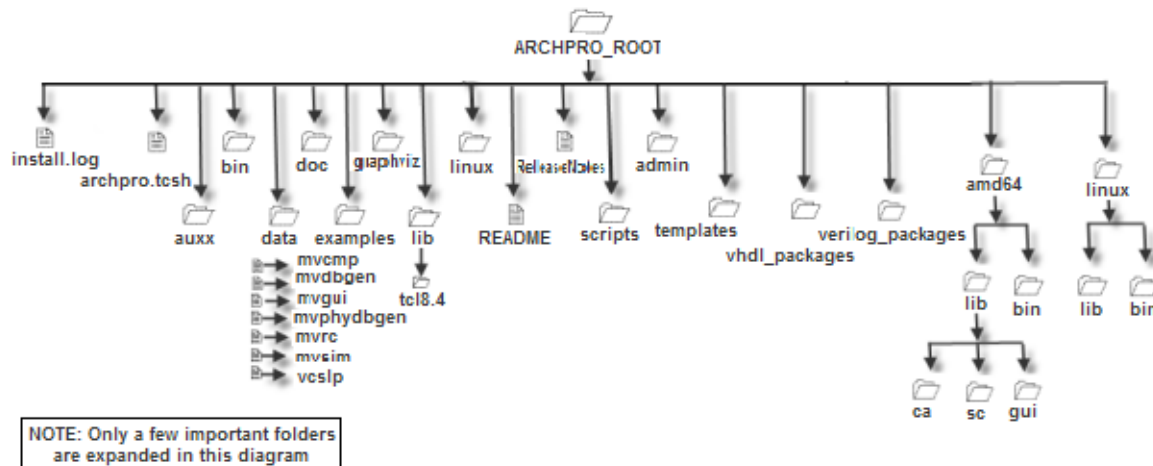 ARCHPRO_ROOT
install.log
archpro.tcsh
bin
doc
graphviz
linux
ReleaseNotes
admin
amd64
linux
auxx
data
examples
lib
README
scripts
templates
vhdl_packages
verilog_packages
mvcmp
mvdbgen
mvgui
mvphydbgen
mvrc
mvsim
vcslp
tcl8.4
lib
bin
lib
bin
ca
sc
gui
NOTE: Only a few important folders
are expanded in this diagram